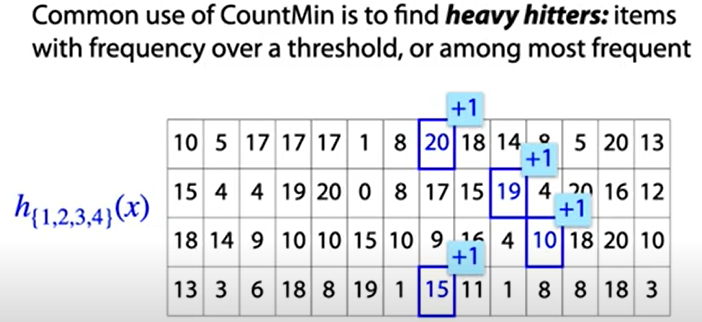 Common use of CountMin is to find heavy hitters: items
with frequency over a threshold, or among most frequent
+1
10 5 17 17 17 1 8 20 18 14 5 20 13
+1
h{1,2,3,4}(x)
15 4 4 19 20 0 8 17 15 19 4 20 16 12
+1
18 14 9 10 10 15 10 9 16 4 10 18 20 10
+1
13 3 6 18 8 19 1 15 11 1 8 8 18 3